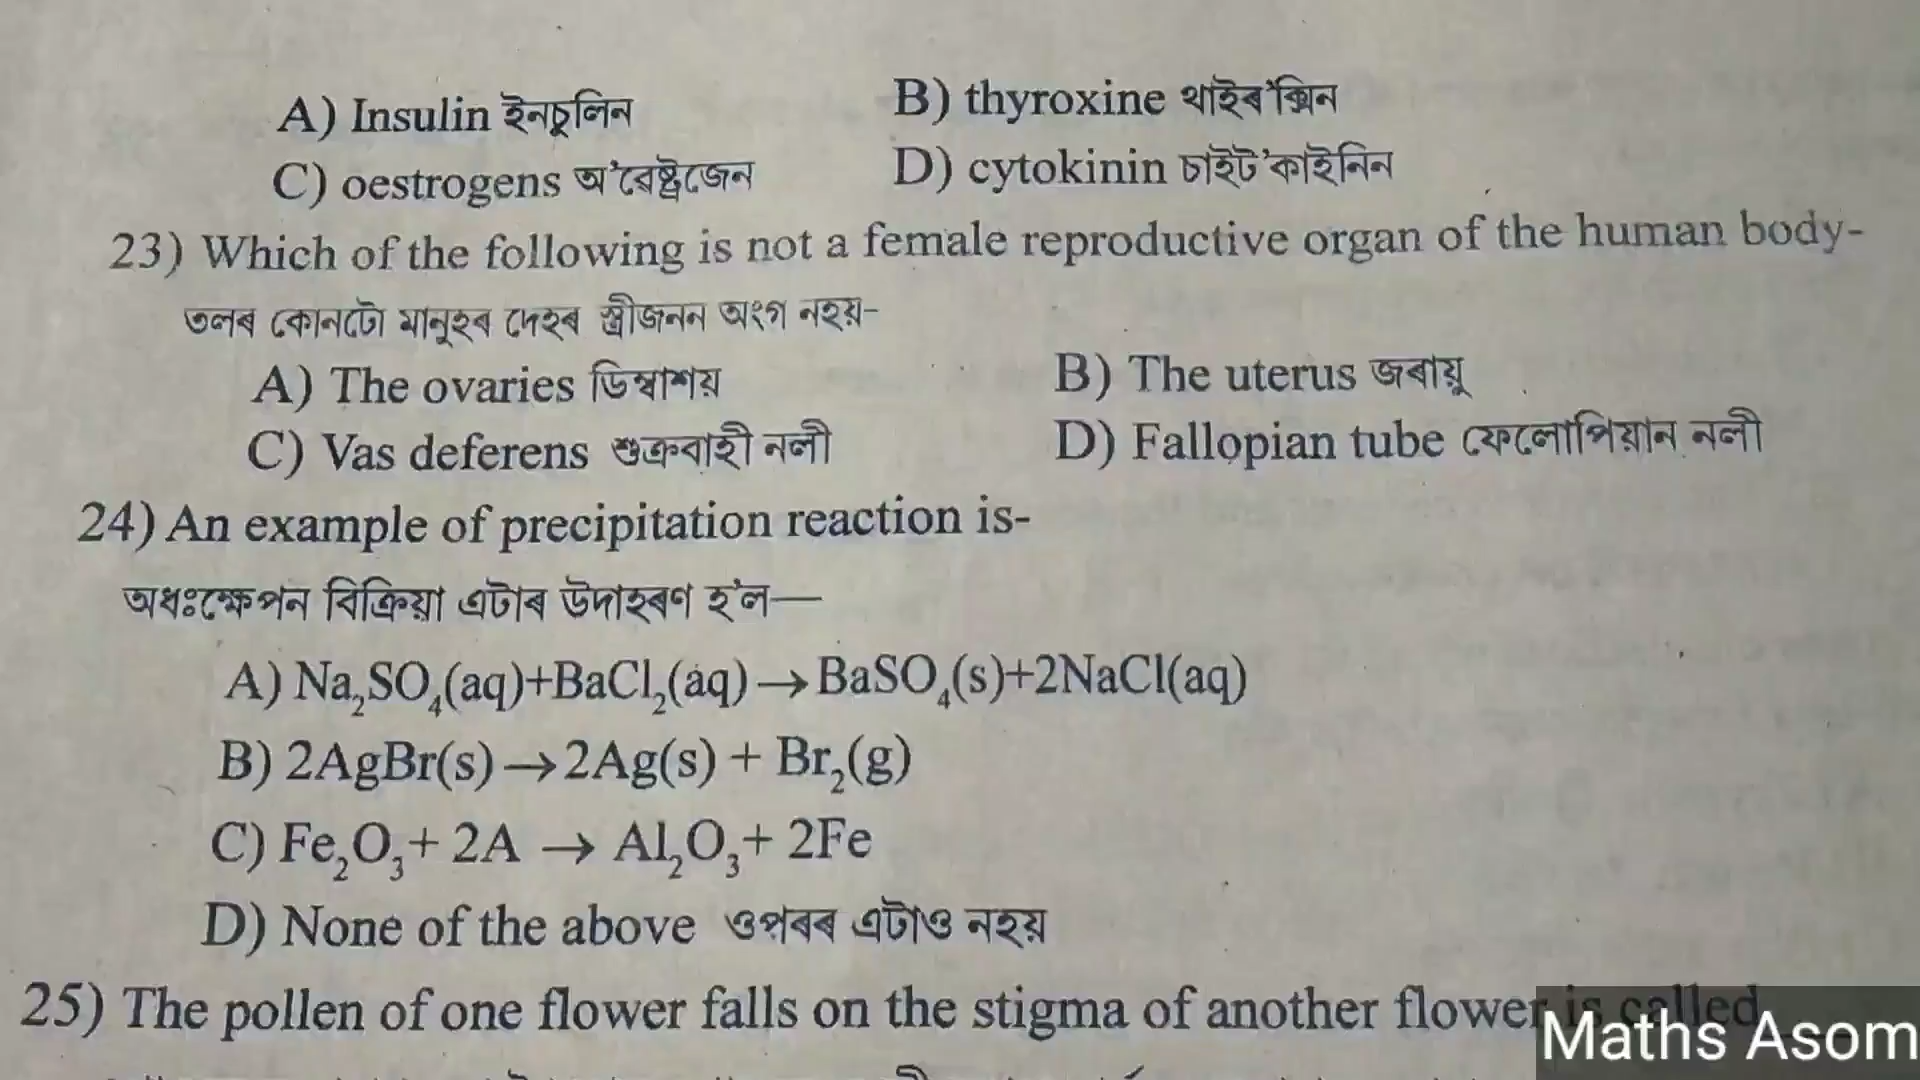 A) Insulin ইনচুলিন B) thyroxine থাইৰ'ক্সিন
C) oestrogens অ'ৱেষ্ট্ৰজেন D) cytokinin চাইট'কাইনিন
23) Which of the following is not a female reproductive organ of the human body-
তলৰ কোনটো মানুহৰ দেহৰ স্ত্ৰীজনন অংগ নহয়-
A) The ovaries ডিম্বাশয় B) The uterus জৰায়ু
C) Vas deferens শুক্ৰবাহী নলী D) Fallopian tube ফেলোপিয়ান নলী
24) An example of precipitation reaction is-
অধঃক্ষেপন বিক্ৰিয়া এটাৰ উদাহৰণ হ'ল—
A) Na₂SO₄(aq)+BaCl₂(aq)→BaSO₄(s)+2NaCl(aq)
B) 2AgBr(s)→2Ag(s) + Br₂(g)
C) Fe₂O₃+ 2A → Al₂O₃+ 2Fe
D) None of the above ওপৰৰ এটাও নহয়
25) The pollen of one flower falls on the stigma of another flower is called
Maths Asom